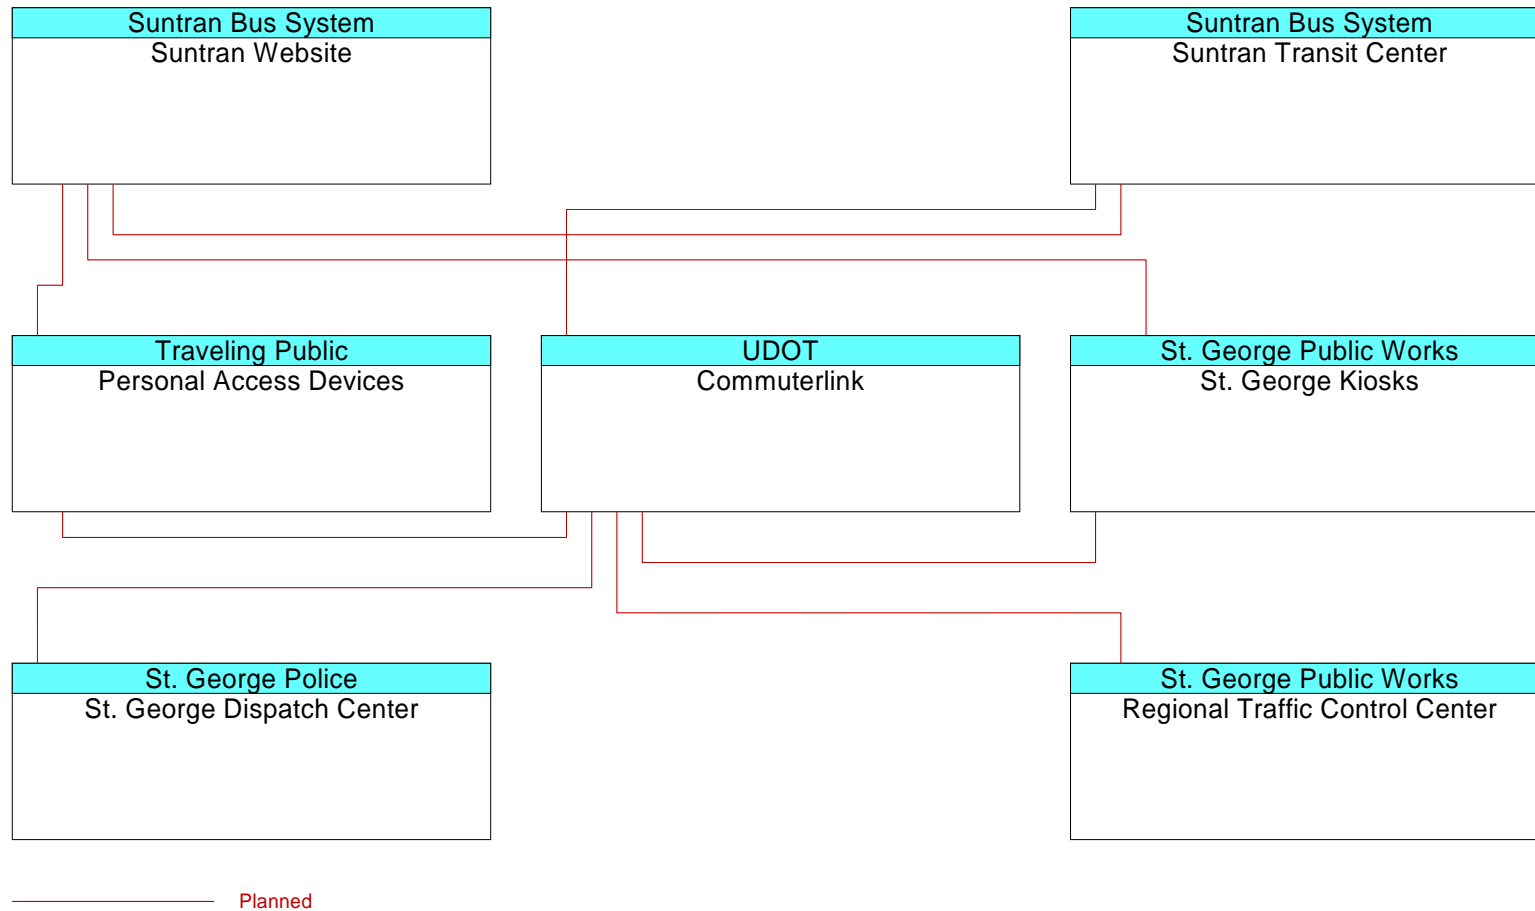 Suntran Bus System
Suntran Website
Suntran Bus System
Suntran Transit Center
Traveling Public
Personal Access Devices
UDOT
Commuterlink
St. George Public Works
St. George Kiosks
St. George Police
St. George Dispatch Center
St. George Public Works
Regional Traffic Control Center
Planned